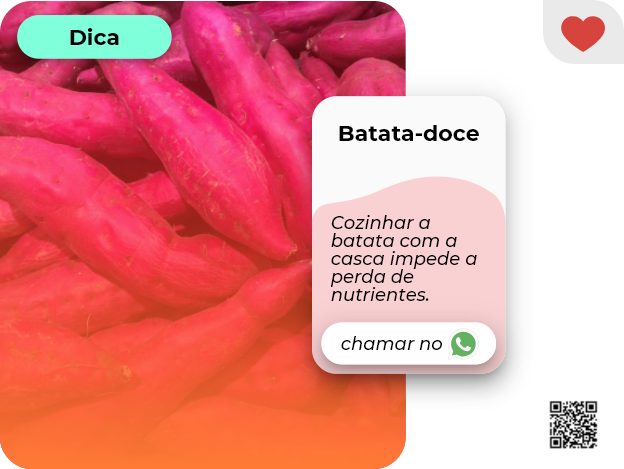 Dica
Batata-doce
Cozinhar a
batata com a
casca impede a
perda de
nutrientes.
chamar no